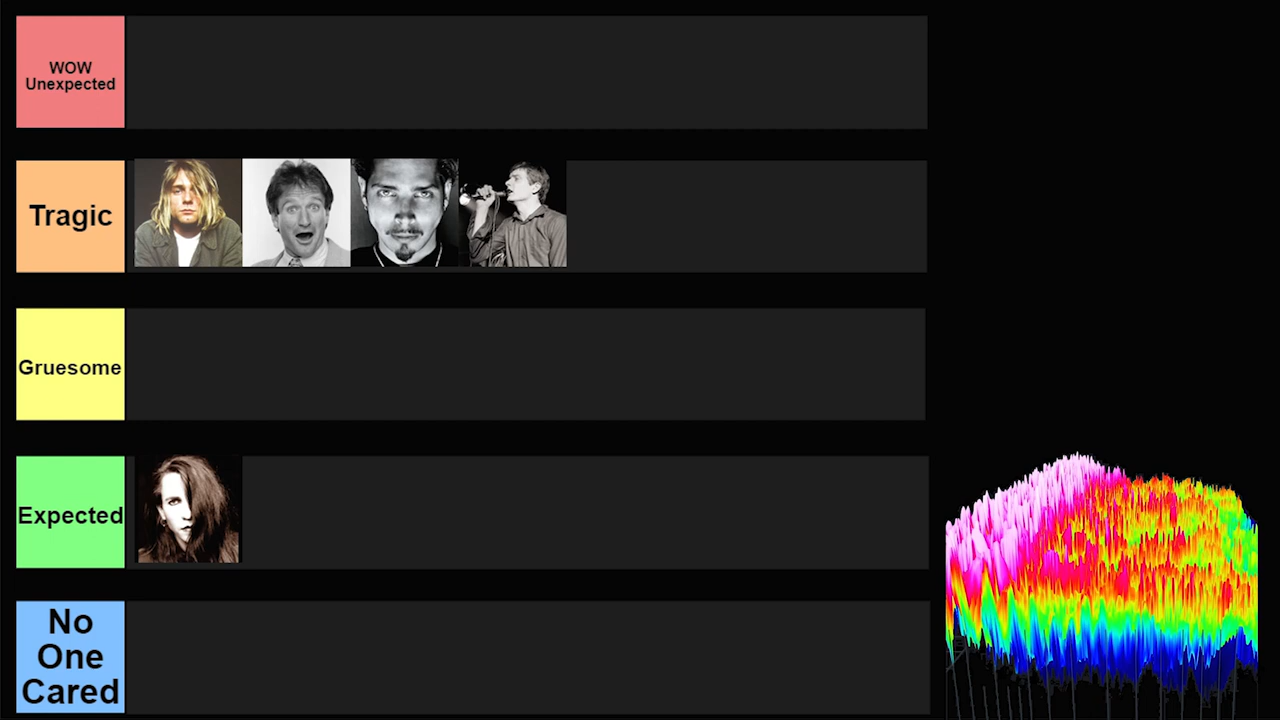 WOW
Unexpected
Tragic
Gruesome
Expected
No
One
Cared